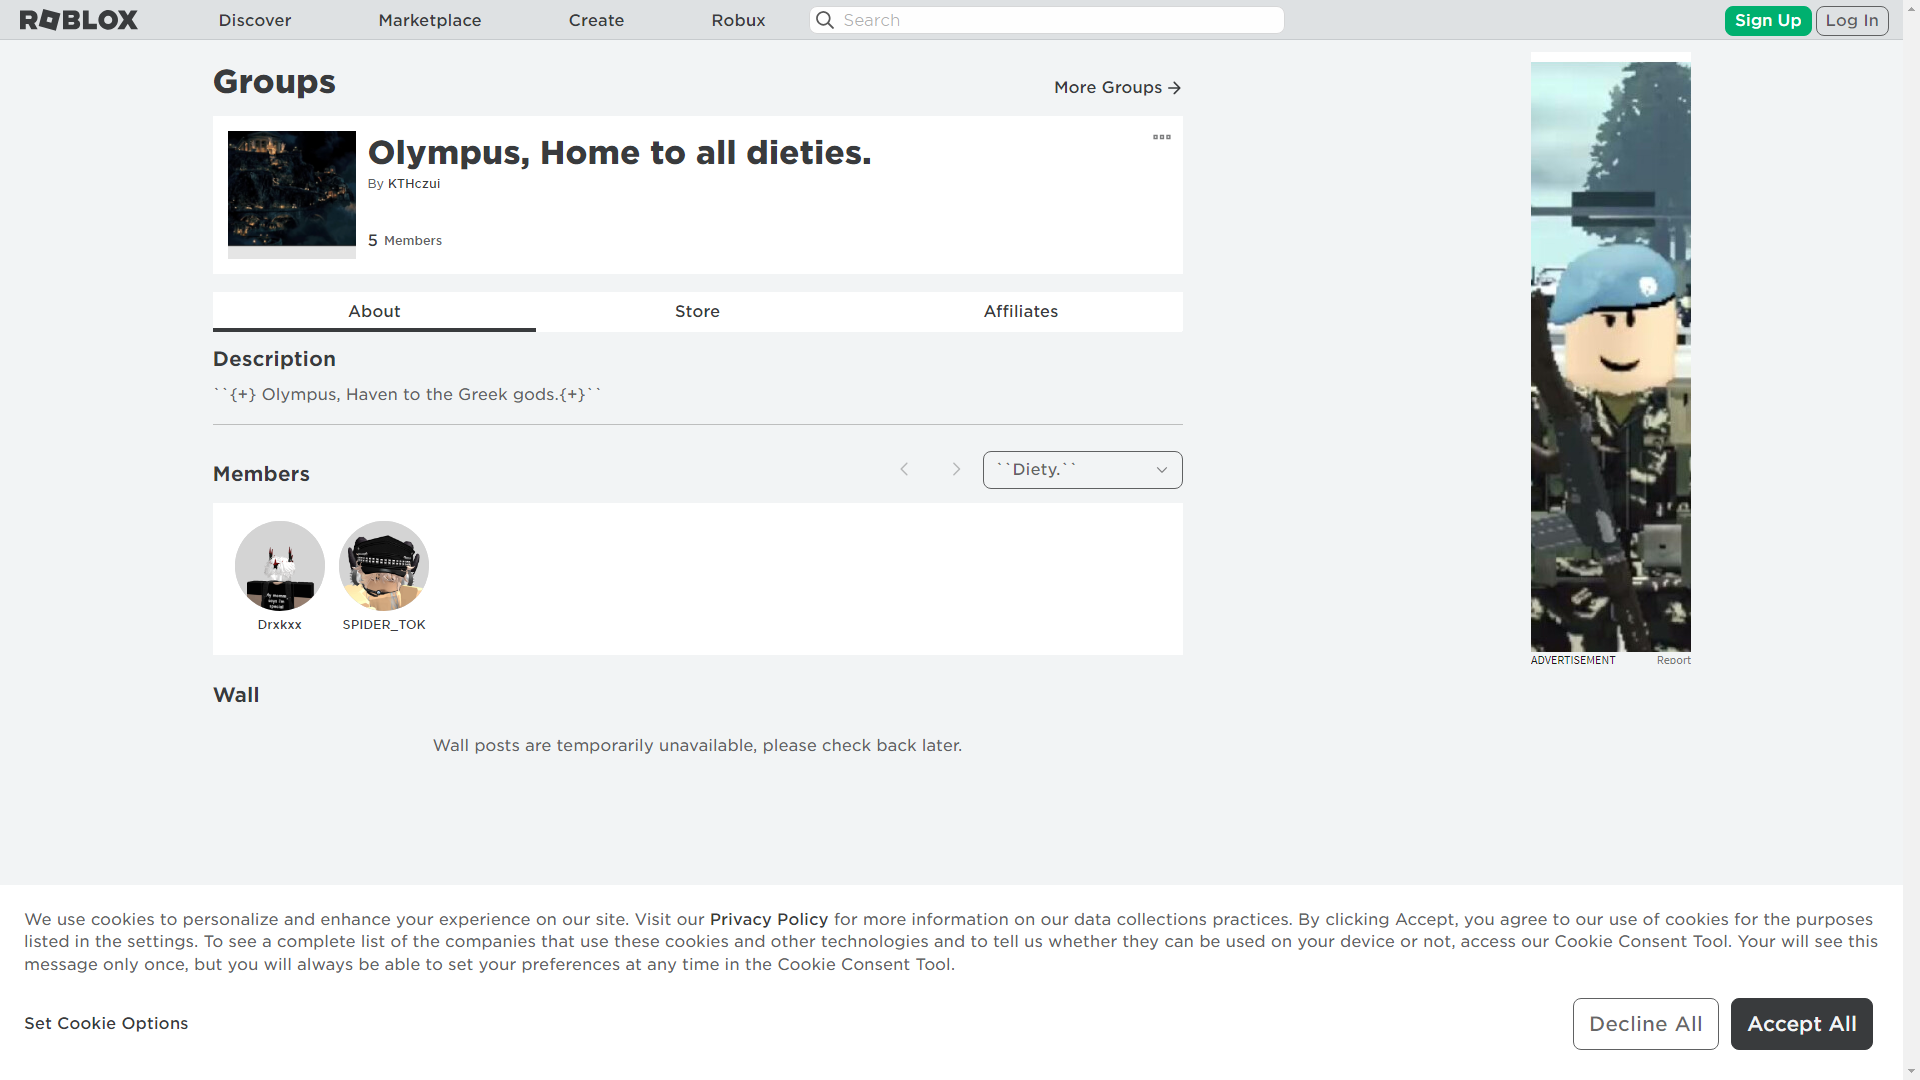 ROBLOX
Discover
Marketplace
Create
Robux
Search
Sign Up
Log In
Groups
More Groups
Olympus, Home to all dieties.
By KTHczui
5 Members
About
Store
Affiliates
Description
``{+} Olympus, Haven to the Greek gods.{+}``
Members
``Diety.``
My momm
says I'm
special
Drxkxx
SPIDER_TOK
Wall
Wall posts are temporarily unavailable, please check back later.
ADVERTISEMENT
Report
We use cookies to personalize and enhance your experience on our site. Visit our Privacy Policy for more information on our data collections practices. By clicking Accept, you agree to our use of cookies for the purposes
listed in the settings. To see a complete list of the companies that use these cookies and other technologies and to tell us whether they can be used on your device or not, access our Cookie Consent Tool. Your will see this
message only once, but you will always be able to set your preferences at any time in the Cookie Consent Tool.
Set Cookie Options
Decline All
Accept All